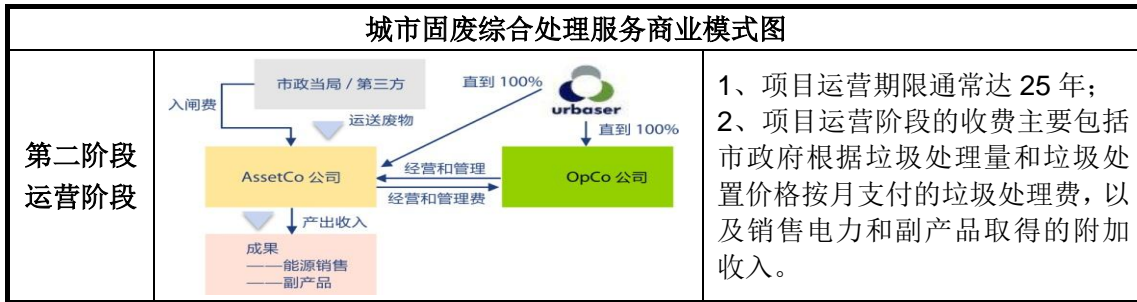 城市固废综合处理服务商业模式图
第二阶段
运营阶段
市政当局 / 第三方
直到 100%
urbaser
入闸费
运送废物
直到 100%
AssetCo 公司
经营和管理
OpCo 公司
经营和管理费
产出收入
成果
——能源销售
——副产品
1、项目运营期限通常达 25 年；
2、项目运营阶段的收费主要包括
市政府根据垃圾处理量和垃圾处
置价格按月支付的垃圾处理费，以
及销售电力和副产品取得的附加
收入。